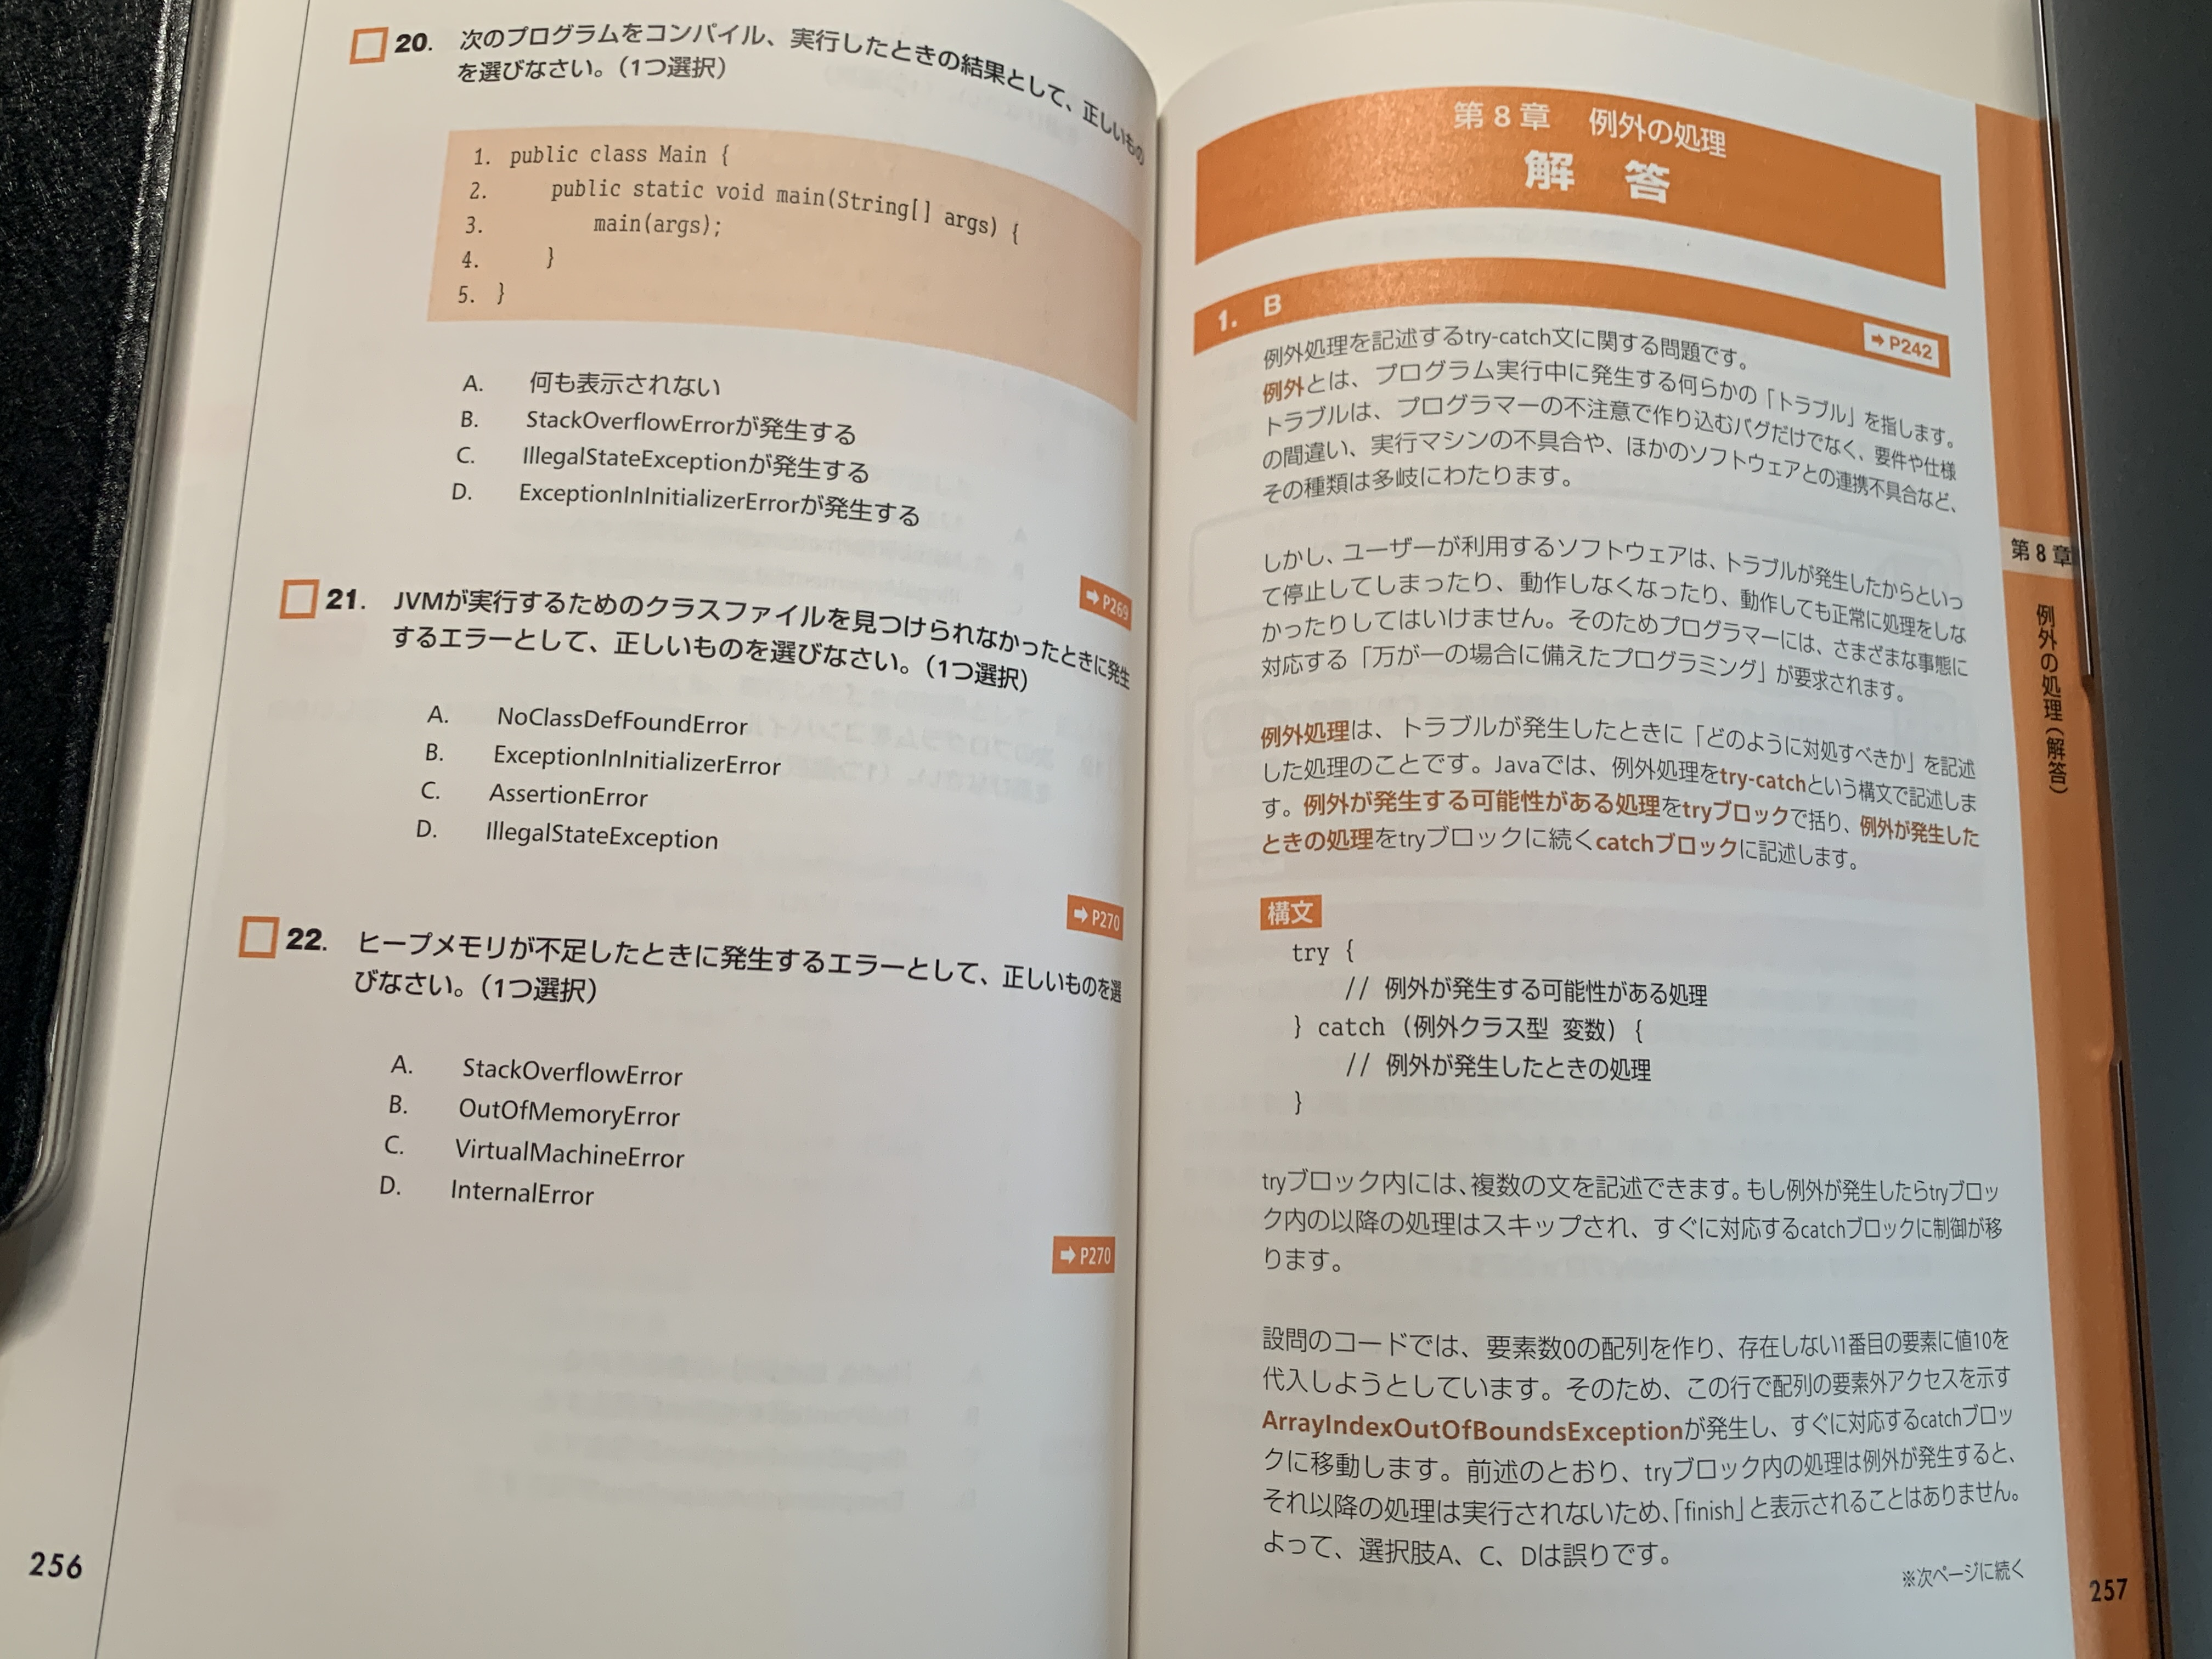 20. 次のプログラムをコンパイル、実行したときの結果として、正しいもの
を選びなさい。（1つ選択）
1. public class Main {
2. public static void main(String[] args) {
3. main(args);
4. }
5. }
A. 何も表示されない
B. StackOverflowErrorが発生する
C. IllegalStateExceptionが発生する
D. ExceptionInInitializerErrorが発生する
➡ P269
21. JVMが実行するためのクラスファイルを見つけられなかったときに発生
するエラーとして、正しいものを選びなさい。（1つ選択）
A. NoClassDefFoundError
B. ExceptionInInitializerError
C. AssertionError
D. IllegalStateException
➡ P270
22. ヒープメモリが不足したときに発生するエラーとして、正しいものを選
びなさい。（1つ選択）
A. StackOverflowError
B. OutOfMemoryError
C. VirtualMachineError
D. InternalError
➡ P270
256
第8章 例外の処理
解 答
1. B
➡ P242
例外処理を記述するtry-catch文に関する問題です。
例外とは、プログラム実行中に発生する何らかの「トラブル」を指します。
トラブルは、プログラマーの不注意で作り込むバグだけでなく、要件や仕様
の間違い、実行マシンの不具合や、ほかのソフトウェアとの連携不具合など、
その種類は多岐にわたります。
しかし、ユーザーが利用するソフトウェアは、トラブルが発生したからといっ
て停止してしまったり、動作しなくなったり、動作しても正常に処理をしな
かったりしてはいけません。そのためプログラマーには、さまざまな事態に
対応する「万が一の場合に備えたプログラミング」が要求されます。
例外処理は、トラブルが発生したときに「どのように対処すべきか」を記述
した処理のことです。Javaでは、例外処理をtry-catchという構文で記述しま
す。例外が発生する可能性がある処理をtryブロックで括り、例外が発生した
ときの処理をtryブロックに続くcatchブロックに記述します。
構文
try {
// 例外が発生する可能性がある処理
} catch (例外クラス型 変数) {
// 例外が発生したときの処理
}
tryブロック内には、複数の文を記述できます。もし例外が発生したらtryブロッ
ク内の以降の処理はスキップされ、すぐに対応するcatchブロックに制御が移
ります。
設問のコードでは、要素数0の配列を作り、存在しない1番目の要素に値10を
代入しようとしています。そのため、この行で配列の要素外アクセスを示す
ArrayIndexOutOfBoundsExceptionが発生し、すぐに対応するcatchブロッ
クに移動します。前述のとおり、tryブロック内の処理は例外が発生すると、
それ以降の処理は実行されないため、「finish」と表示されることはありません。
よって、選択肢A、C、Dは誤りです。
※次ページに続く
257
第8章
例外の処理（解答）